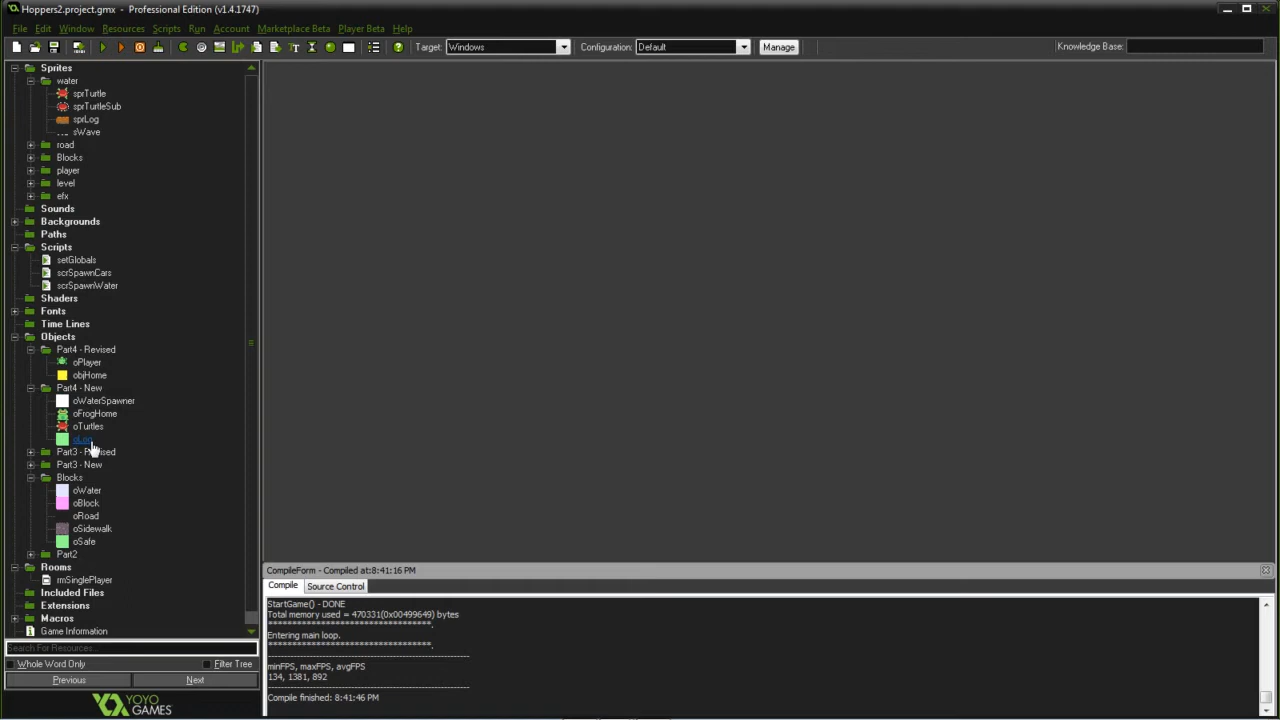 Hoppers2.project.gmx - Professional Edition (v1.4.1747)
File Edit Window Resources Scripts Run Account Marketplace Beta Player Beta Help
Target: Windows Configuration: Default Manage Knowledge Base:
Sprites
water
sprTurtle
sprTurtleSub
sprLog
sWave
road
Blocks
player
level
efx
Sounds
Backgrounds
Paths
Scripts
setGlobals
scrSpawnCars
scrSpawnWater
Shaders
Fonts
Time Lines
Objects
Part4 - Revised
oPlayer
objHome
Part4 - New
oWaterSpawner
oFrogHome
oTurtles
oLog
Part3 - Revised
Part3 - New
Blocks
oWater
oBlock
oRoad
oSidewalk
oSafe
Part2
Rooms
rmSinglePlayer
Included Files
Extensions
Macros
Game Information
Search For Resources...
Whole Word Only Filter Tree
Previous Next
YOYO
GAMES
CompileForm - Compiled at:8:41:16 PM
Compile Source Control
StartGame() - DONE
Total memory used = 470331(0x00499649) bytes
**********************************.
Entering main loop.
**********************************.
minFPS, maxFPS, avgFPS
134, 1381, 892
Compile finished: 8:41:46 PM